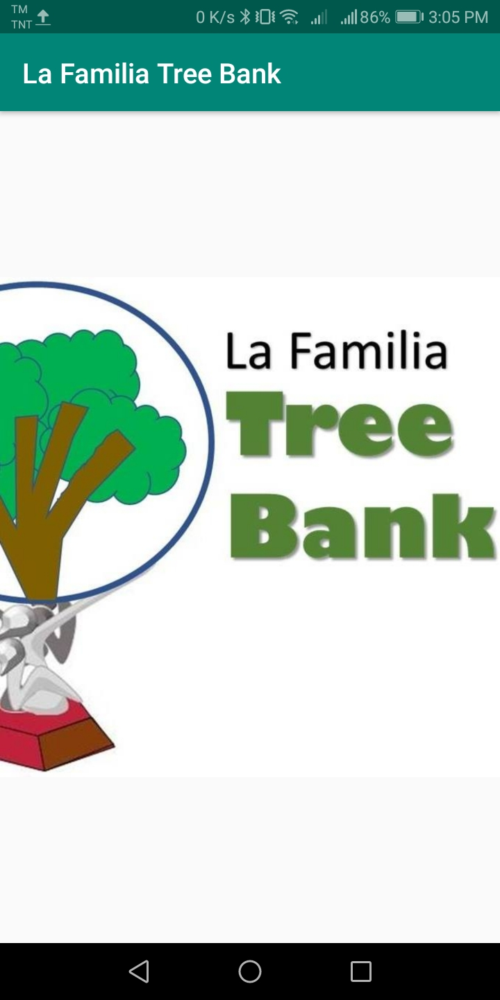 TM
TNT
0 K/s 86% 3:05 PM
La Familia Tree Bank
La Familia
Tree
Bank